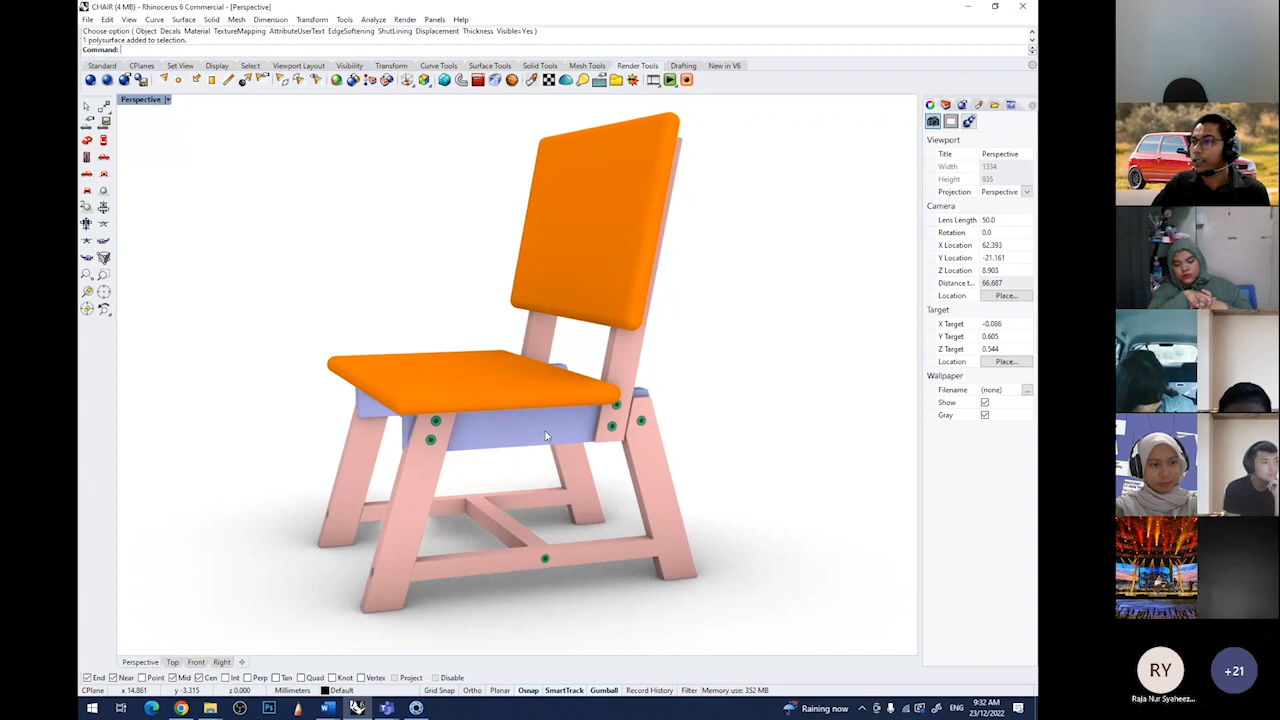 CHAIR (4 MB) - Rhinoceros 6 Commercial - [Perspective]
File Edit View Curve Surface Solid Mesh Dimension Transform Tools Analyze Render Panels Help
Choose option ( Object Decals Material TextureMapping AttributeUserText EdgeSoftening ShutLining Displacement Thickness Visible=Yes )
1 polysurface added to selection.
Command:
Standard CPlanes Set View Display Select Viewport Layout Visibility Transform Curve Tools Surface Tools Solid Tools Mesh Tools Render Tools Drafting New in V6
Perspective
Viewport
Title Perspective
Width 1334
Height 935
Projection Perspective
Camera
Lens Length 50.0
Rotation 0.0
X Location 62.393
Y Location -21.161
Z Location 8.903
Distance t... 66.687
Location Place...
Target
X Target -0.086
Y Target 0.605
Z Target 0.544
Location Place...
Wallpaper
Filename (none) ...
Show
Gray
Perspective Top Front Right
End Near Point Mid Cen Int Perp Tan Quad Knot Vertex Project Disable
CPlane x 14.861 y -3.315 z 0.000 Millimeters Default Grid Snap Ortho Planar Osnap SmartTrack Gumball Record History Filter Memory use: 352 MB
Raining now ENG 9:32 AM 23/12/2022
RY +21
Raja Nur Syaheez...